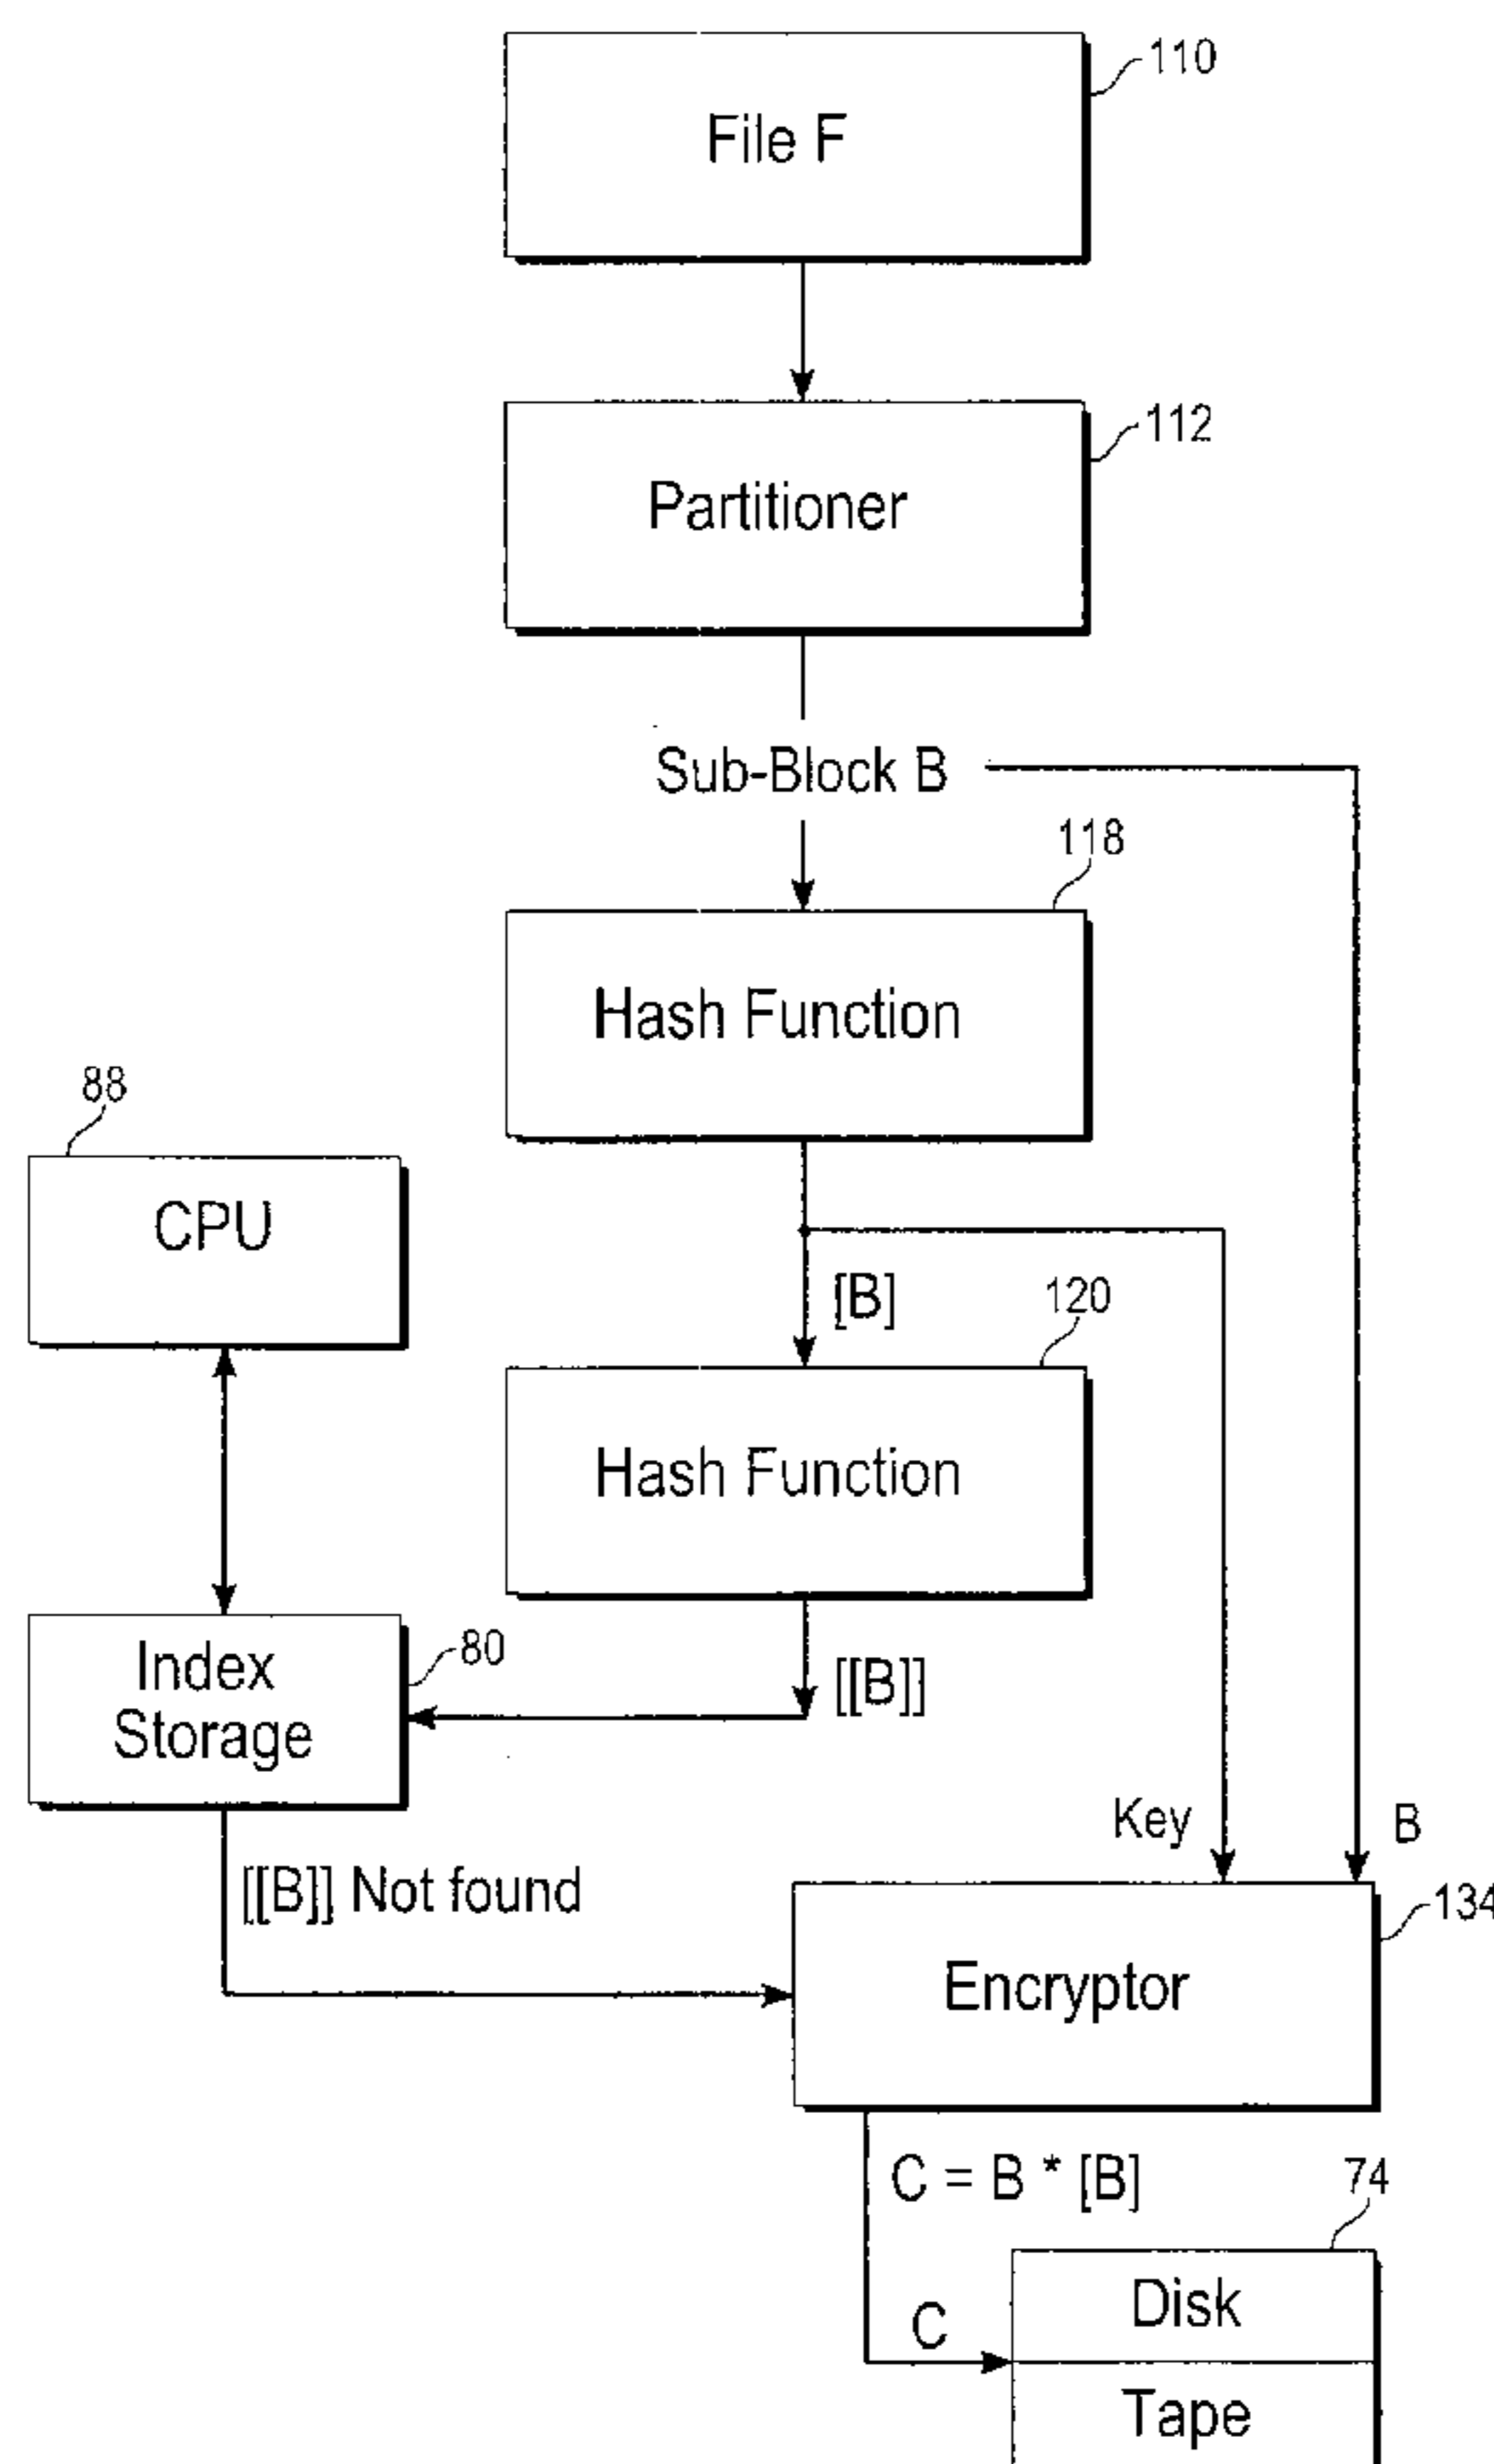 110
File F
112
Partitioner
Sub-Block B
118
Hash Function
88
CPU
[B]
120
Hash Function
Index
Storage
80
[[B]]
Key
B
[[B]] Not found
134
Encryptor
C = B * [B]
74
Disk
C
Tape